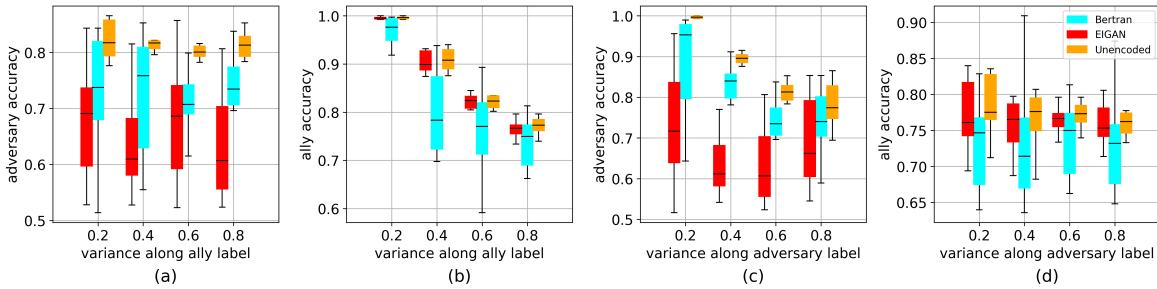 adversary accuracy
0.8
0.7
0.6
0.5
0.2 0.4 0.6 0.8
variance along ally label
(a)
ally accuracy
1.0
0.9
0.8
0.7
0.6
0.2 0.4 0.6 0.8
variance along ally label
(b)
adversary accuracy
1.0
0.9
0.8
0.7
0.6
0.5
0.2 0.4 0.6 0.8
variance along adversary label
(c)
ally accuracy
0.90
0.85
0.80
0.75
0.70
0.65
Bertran
EIGAN
Unencoded
0.2 0.4 0.6 0.8
variance along adversary label
(d)